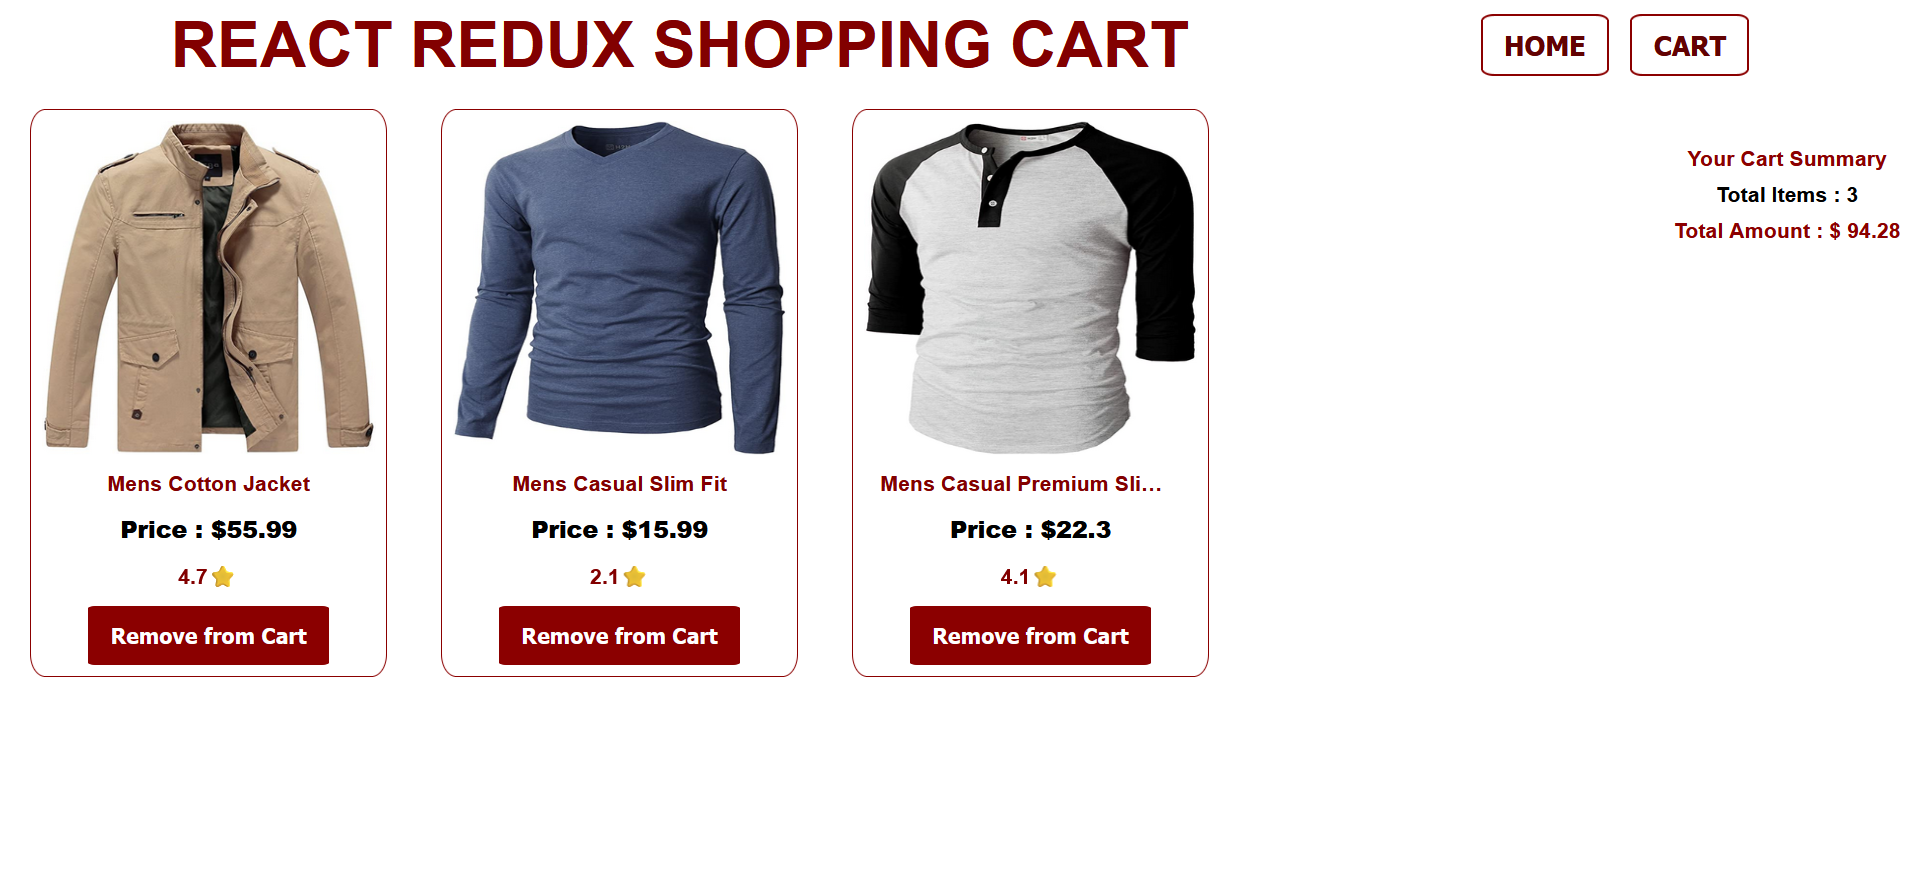 REACT REDUX SHOPPING CART
HOME
CART
Mens Cotton Jacket
Price : $55.99
4.7
Remove from Cart
Mens Casual Slim Fit
Price : $15.99
2.1
Remove from Cart
Mens Casual Premium Sli...
Price : $22.3
4.1
Remove from Cart
Your Cart Summary
Total Items : 3
Total Amount : $ 94.28